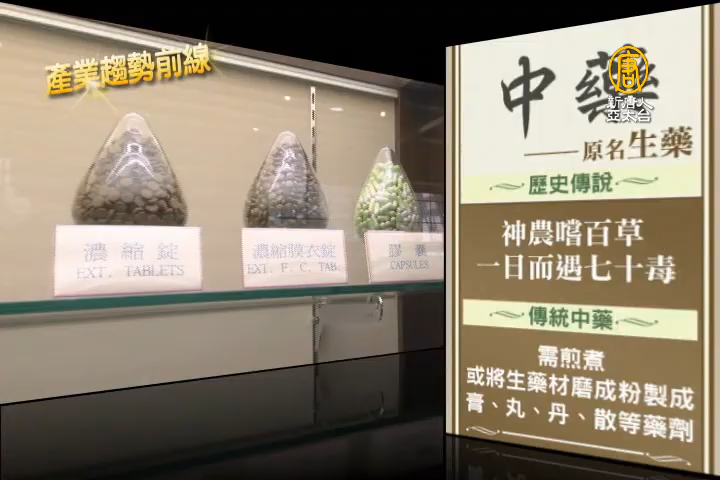 產業趨勢前線
唐
新唐人
亞太台
濃縮錠
EXT. TABLETS
濃縮膜衣錠
EXT. F. C. TAB.
膠囊
CAPSULES
中藥
——原名生藥
歷史傳說
神農嚐百草
一日而遇七十毒
傳統中藥
需煎煮
或將生藥材磨成粉製成
膏、丸、丹、散等藥劑